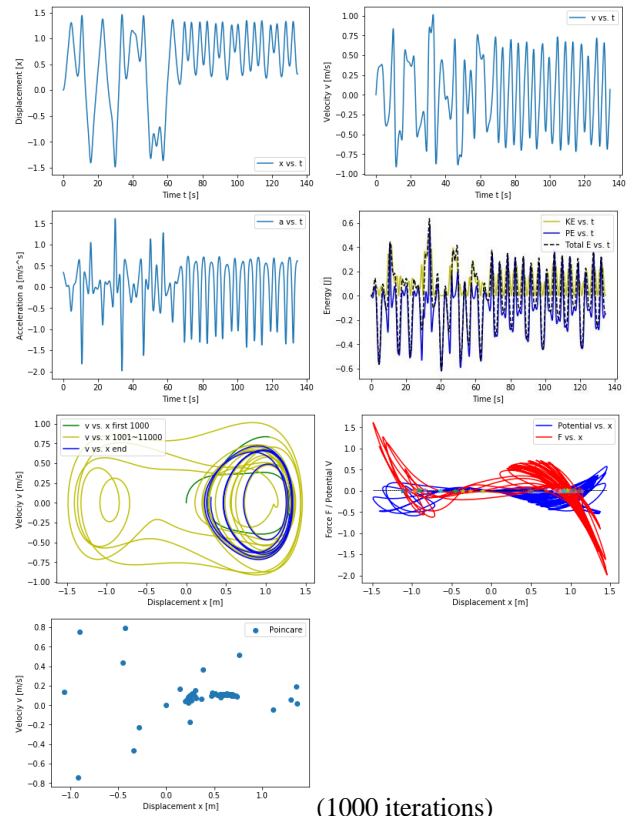 1.5
1.0
0.5
0.0
−0.5
−1.0
−1.5
Displacement [x]
x vs. t
0 20 40 60 80 100 120 140
Time t [s]
1.00
0.75
0.50
0.25
0.00
−0.25
−0.50
−0.75
−1.00
Velocity v [m/s]
v vs. t
0 20 40 60 80 100 120 140
Time t [s]
1.5
1.0
0.5
0.0
−0.5
−1.0
−1.5
−2.0
Acceleration a [m/s^s]
a vs. t
0 20 40 60 80 100 120 140
Time t [s]
0.6
0.4
0.2
0.0
−0.2
−0.4
−0.6
Energy [J]
KE vs. t
PE vs. t
Total E vs. t
0 20 40 60 80 100 120 140
Time t [s]
1.00
0.75
0.50
0.25
0.00
−0.25
−0.50
−0.75
−1.00
Velociy v [m/s]
v vs. x first 1000
v vs. x 1001~11000
v vs. x end
−1.5 −1.0 −0.5 0.0 0.5 1.0 1.5
Displacement x [m]
1.5
1.0
0.5
0.0
−0.5
−1.0
−1.5
−2.0
Force F / Potential V
Potential vs. x
F vs. x
−1.5 −1.0 −0.5 0.0 0.5 1.0 1.5
Displacement x [m]
0.8
0.6
0.4
0.2
0.0
−0.2
−0.4
−0.6
−0.8
Velociy v [m/s]
Poincare
−1.0 −0.5 0.0 0.5 1.0
Displacement x [m]
(1000 iterations)